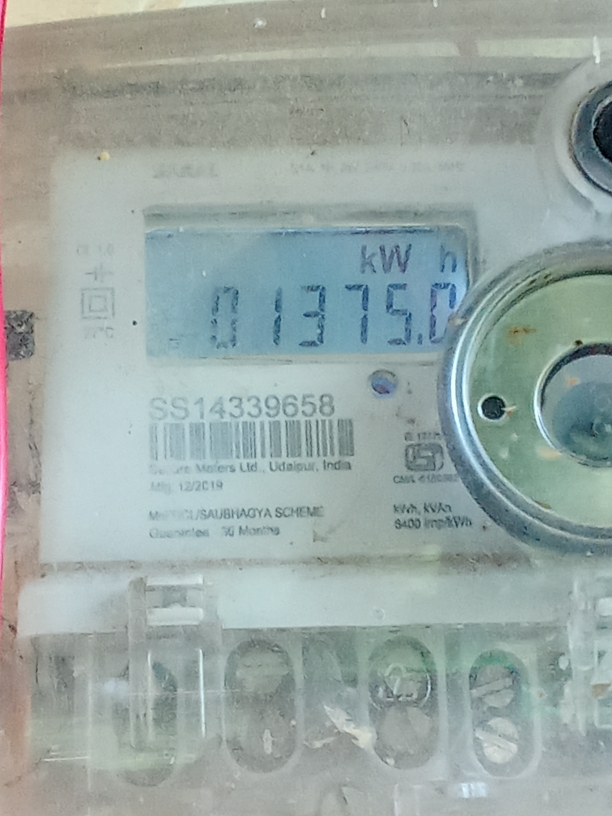 kW h
01375.0
SS14339658
Secure Meters Ltd., Udaipur, India
Mfg. 12/2019
/SAUBHAGYA SCHEME
Guarantee 36 Months
kWh, kVAh
6400 imp/kWh